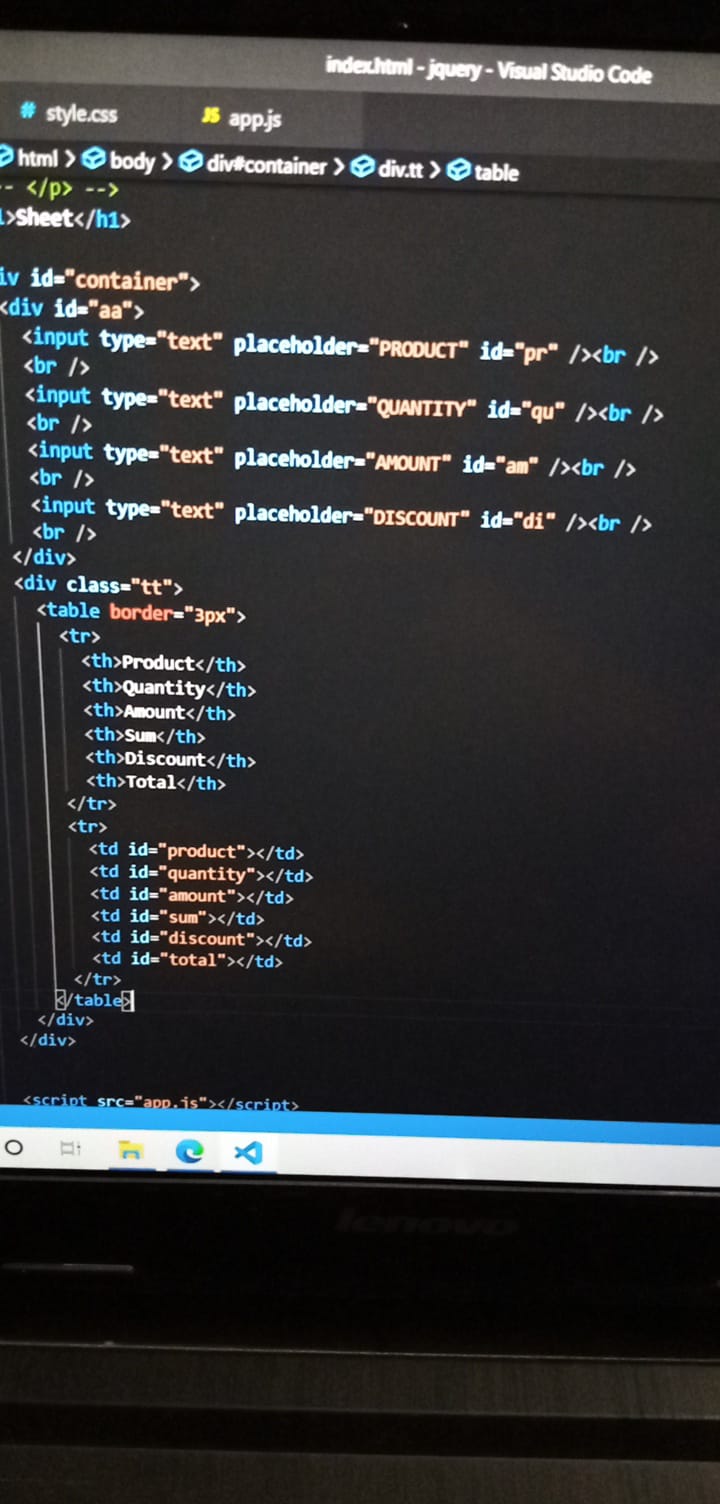 index.html - jquery - Visual Studio Code
# style.css JS app.js
html > body > div#container > div.tt > table
-- </p> -->
>Sheet</h1>
iv id="container">
<div id="aa">
<input type="text" placeholder="PRODUCT" id="pr" /><br />
<br />
<input type="text" placeholder="QUANTITY" id="qu" /><br />
<br />
<input type="text" placeholder="AMOUNT" id="am" /><br />
<br />
<input type="text" placeholder="DISCOUNT" id="di" /><br />
<br />
</div>
<div class="tt">
<table border="3px">
<tr>
<th>Product</th>
<th>Quantity</th>
<th>Amount</th>
<th>Sum</th>
<th>Discount</th>
<th>Total</th>
</tr>
<tr>
<td id="product"></td>
<td id="quantity"></td>
<td id="amount"></td>
<td id="sum"></td>
<td id="discount"></td>
<td id="total"></td>
</tr>
</table>
</div>
</div>
<script src="app.js"></script>
lenovo